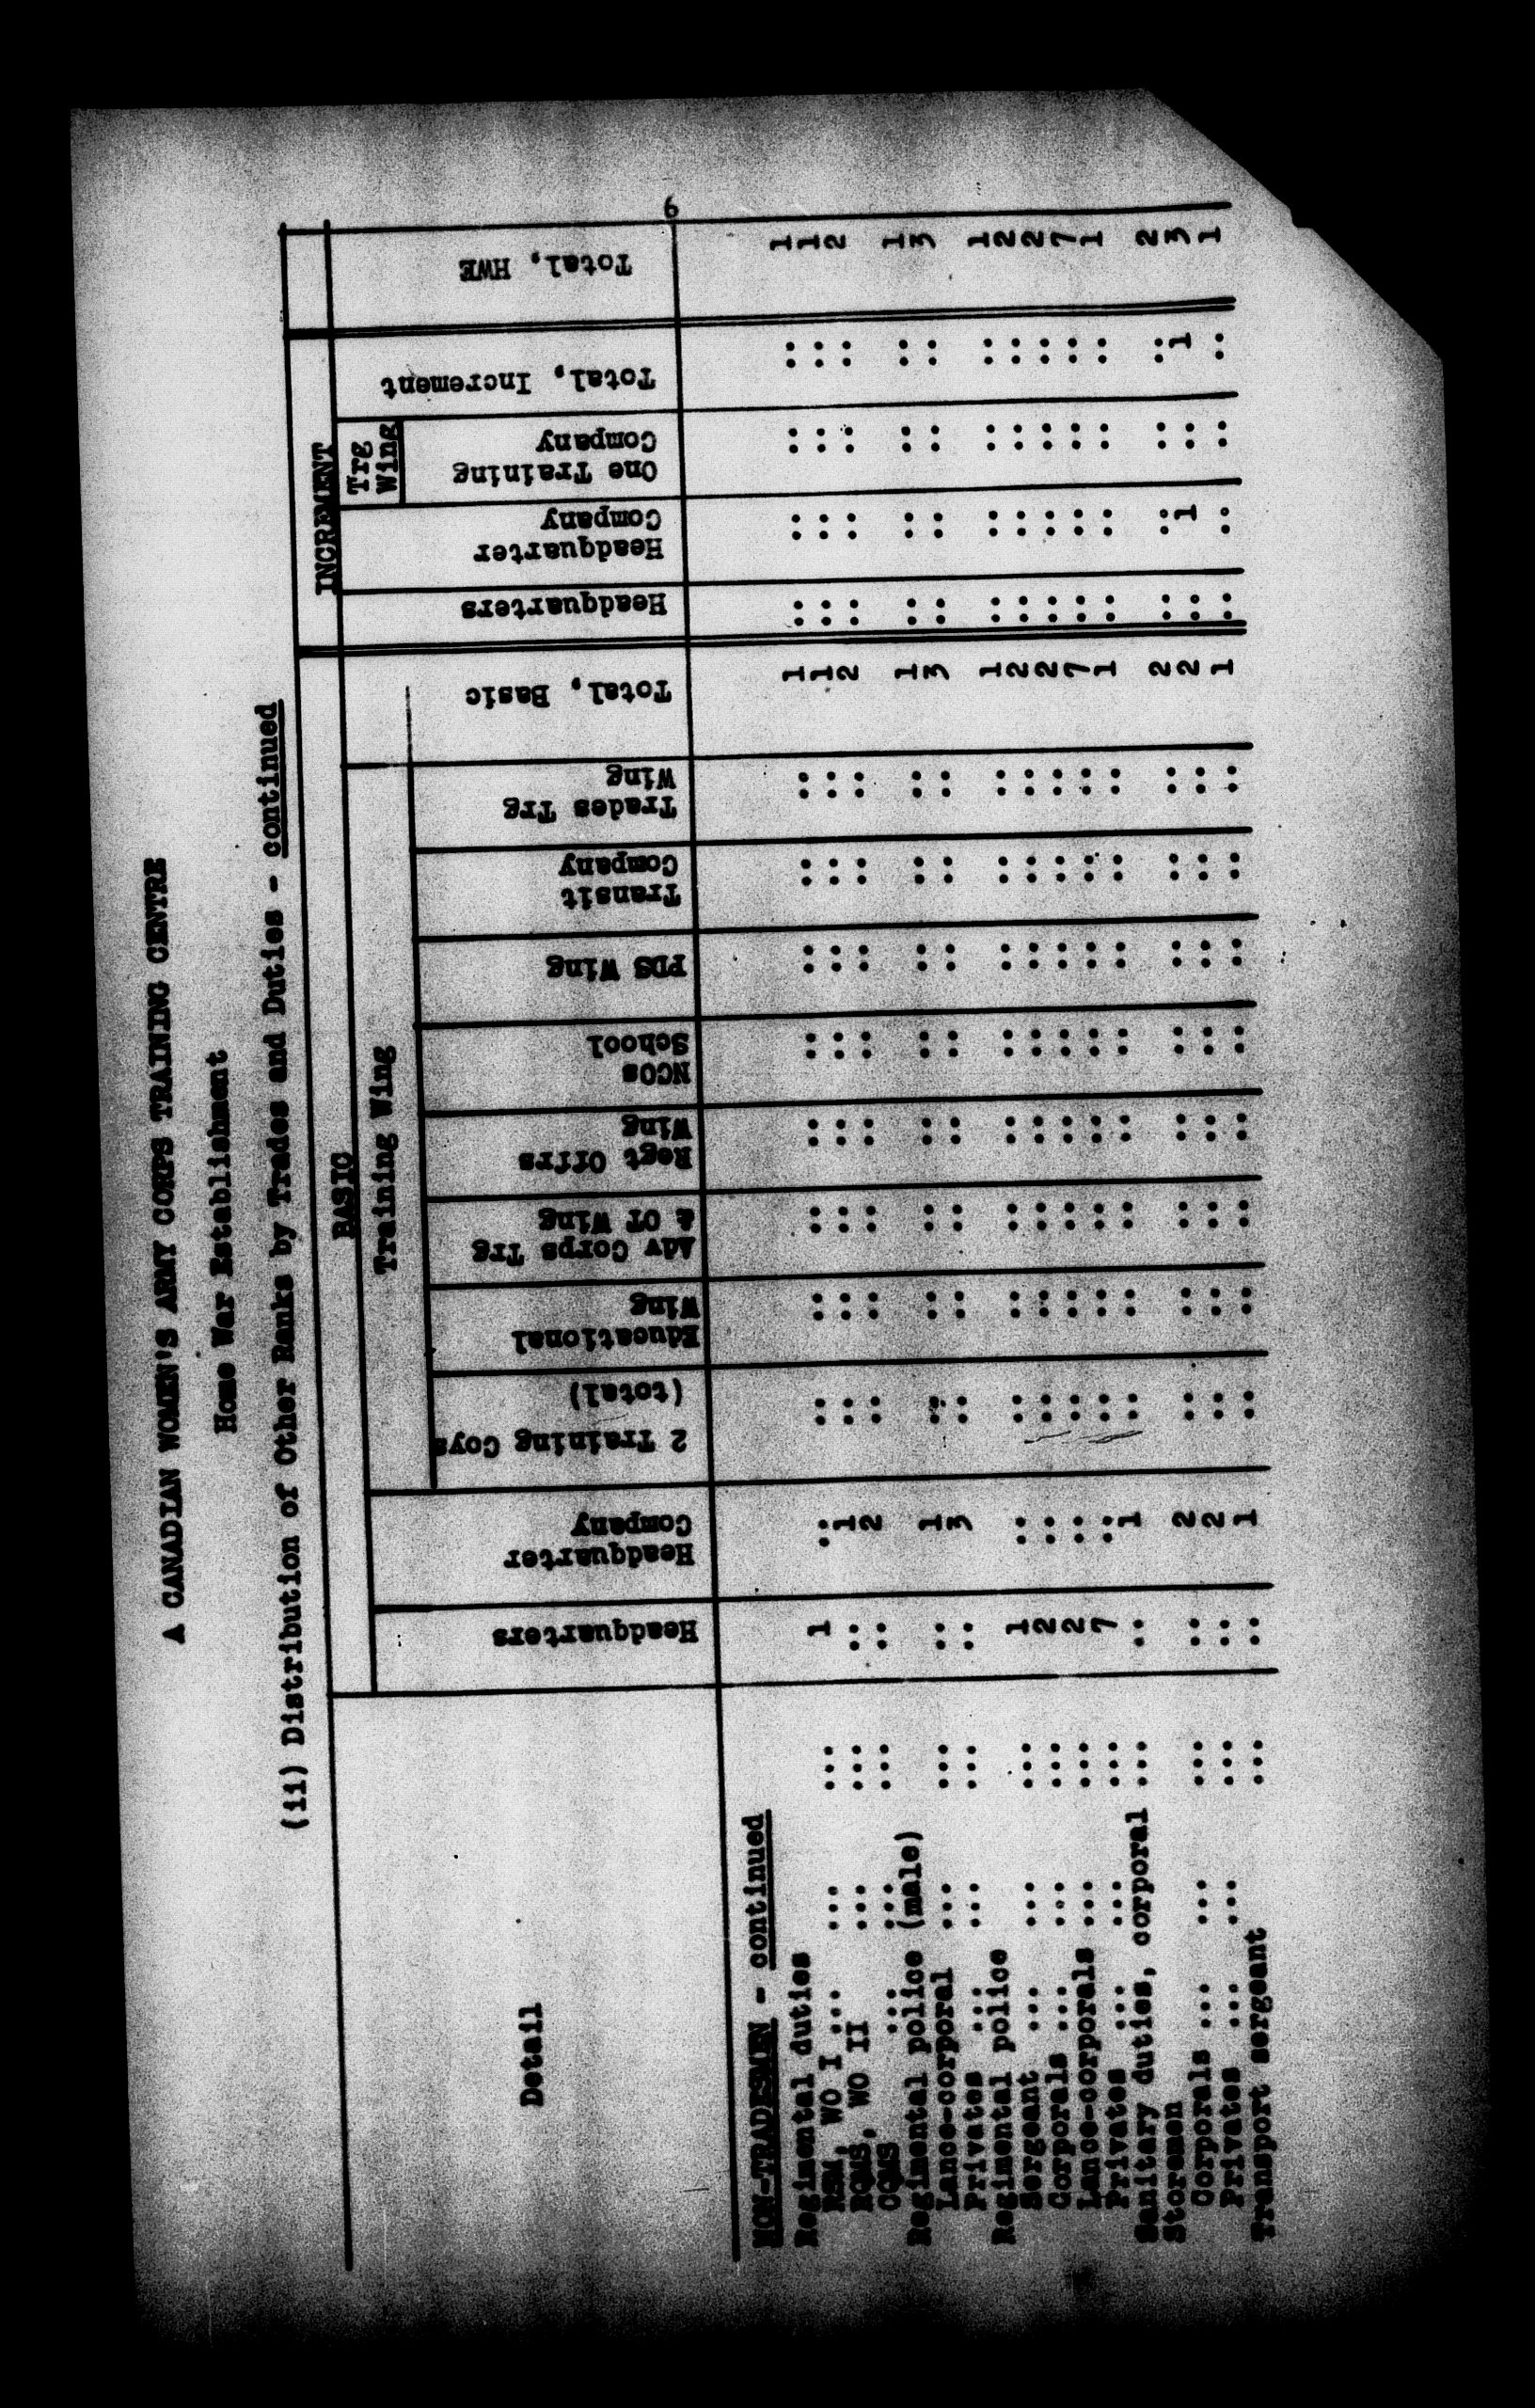 6
A CANADIAN WOMEN'S ARMY CORPS TRAINING CENTRE
Home War Establishment
(ii) Distribution of Other Ranks by Trades and Duties - continued
BASIC INCREMENT
Training Wing Trg Wing
Detail
Headquarters
Headquarter Company
2 Training Coys (total)
Educational Wing
Adv Corps Trg & OT Wing
Regt Offrs Wing
NCOs School
PDS Wing
Transit Company
Trades Trg Wing
Total, Basic
Headquarters
Headquarter Company
One Training Company
Total, Increment
Total, HWE
NON-TRADESMEN - continued
Regimental duties
RSM, WO I ... ... ... 1 .. .. .. .. .. .. .. .. .. 1 .. .. .. .. 1
RQMS, WO II ... ... .. 1 .. .. .. .. .. .. .. .. 1 .. .. .. .. 1
CQMS ... ... ... .. 2 .. .. .. .. .. .. .. .. 2 .. .. .. .. 2
Regimental police (male)
Lance-corporal ... ... .. 1 .. .. .. .. .. .. .. .. 1 .. .. .. .. 1
Privates ... ... ... .. 3 .. .. .. .. .. .. .. .. 3 .. .. .. .. 3
Regimental police
Sergeant ... ... ... 1 .. .. .. .. .. .. .. .. .. 1 .. .. .. .. 1
Corporals ... ... ... 2 .. .. .. .. .. .. .. .. .. 2 .. .. .. .. 2
Lance-corporals ... ... 2 .. .. .. .. .. .. .. .. .. 2 .. .. .. .. 2
Privates ... ... ... 7 .. .. .. .. .. .. .. .. .. 7 .. .. .. .. 7
Sanitary duties, corporal ... .. 1 .. .. .. .. .. .. .. .. 1 .. .. .. .. 1
Storemen
Corporals ... ... ... .. 2 .. .. .. .. .. .. .. .. 2 .. .. .. .. 2
Privates ... ... ... .. 2 .. .. .. .. .. .. .. .. 2 .. 1 .. 1 3
Transport sergeant ... .. 1 .. .. .. .. .. .. .. .. 1 .. .. .. .. 1